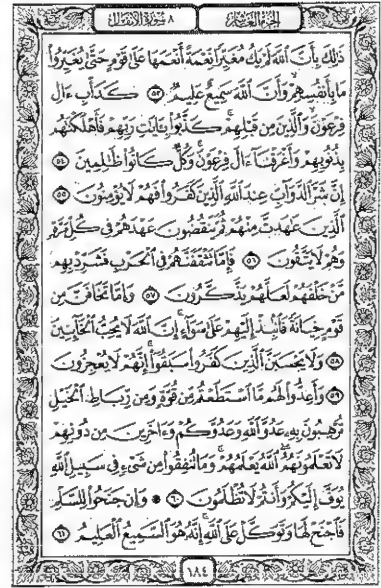 الجزء العاشر ٨ سورة الأنفال
ذَٰلِكَ بِأَنَّ ٱللَّهَ لَمْ يَكُ مُغَيِّرًا نِّعْمَةً أَنْعَمَهَا عَلَىٰ قَوْمٍ حَتَّىٰ يُغَيِّرُوا۟
مَا بِأَنفُسِهِمْ وَأَنَّ ٱللَّهَ سَمِيعٌ عَلِيمٌ ٥٣ كَدَأْبِ ءَالِ
فِرْعَوْنَ وَٱلَّذِينَ مِن قَبْلِهِمْ كَذَّبُوا۟ بِـَٔايَـٰتِ رَبِّهِمْ فَأَهْلَكْنَـٰهُم
بِذُنُوبِهِمْ وَأَغْرَقْنَآ ءَالَ فِرْعَوْنَ وَكُلٌّ كَانُوا۟ ظَـٰلِمِينَ ٥٤
إِنَّ شَرَّ ٱلدَّوَآبِّ عِندَ ٱللَّهِ ٱلَّذِينَ كَفَرُوا۟ فَهُمْ لَا يُؤْمِنُونَ ٥٥
ٱلَّذِينَ عَـٰهَدتَّ مِنْهُمْ ثُمَّ يَنقُضُونَ عَهْدَهُمْ فِى كُلِّ مَرَّةٍ
وَهُمْ لَا يَتَّقُونَ ٥٦ فَإِمَّا تَثْقَفَنَّهُمْ فِى ٱلْحَرْبِ فَشَرِّدْ بِهِم
مَّنْ خَلْفَهُمْ لَعَلَّهُمْ يَذَّكَّرُونَ ٥٧ وَإِمَّا تَخَافَنَّ مِن
قَوْمٍ خِيَانَةً فَٱنۢبِذْ إِلَيْهِمْ عَلَىٰ سَوَآءٍ إِنَّ ٱللَّهَ لَا يُحِبُّ ٱلْخَآئِنِينَ
٥٨ وَلَا يَحْسَبَنَّ ٱلَّذِينَ كَفَرُوا۟ سَبَقُوٓا۟ إِنَّهُمْ لَا يُعْجِزُونَ
٥٩ وَأَعِدُّوا۟ لَهُم مَّا ٱسْتَطَعْتُم مِّن قُوَّةٍ وَمِن رِّبَاطِ ٱلْخَيْلِ
تُرْهِبُونَ بِهِۦ عَدُوَّ ٱللَّهِ وَعَدُوَّكُمْ وَءَاخَرِينَ مِن دُونِهِمْ
لَا تَعْلَمُونَهُمُ ٱللَّهُ يَعْلَمُهُمْ وَمَا تُنفِقُوا۟ مِن شَىْءٍ فِى سَبِيلِ ٱللَّهِ
يُوَفَّ إِلَيْكُمْ وَأَنتُمْ لَا تُظْلَمُونَ ٦٠ ۞ وَإِن جَنَحُوا۟ لِلسَّلْمِ
فَٱجْنَحْ لَهَا وَتَوَكَّلْ عَلَى ٱللَّهِ إِنَّهُۥ هُوَ ٱلسَّمِيعُ ٱلْعَلِيمُ ٦١
١٨٤